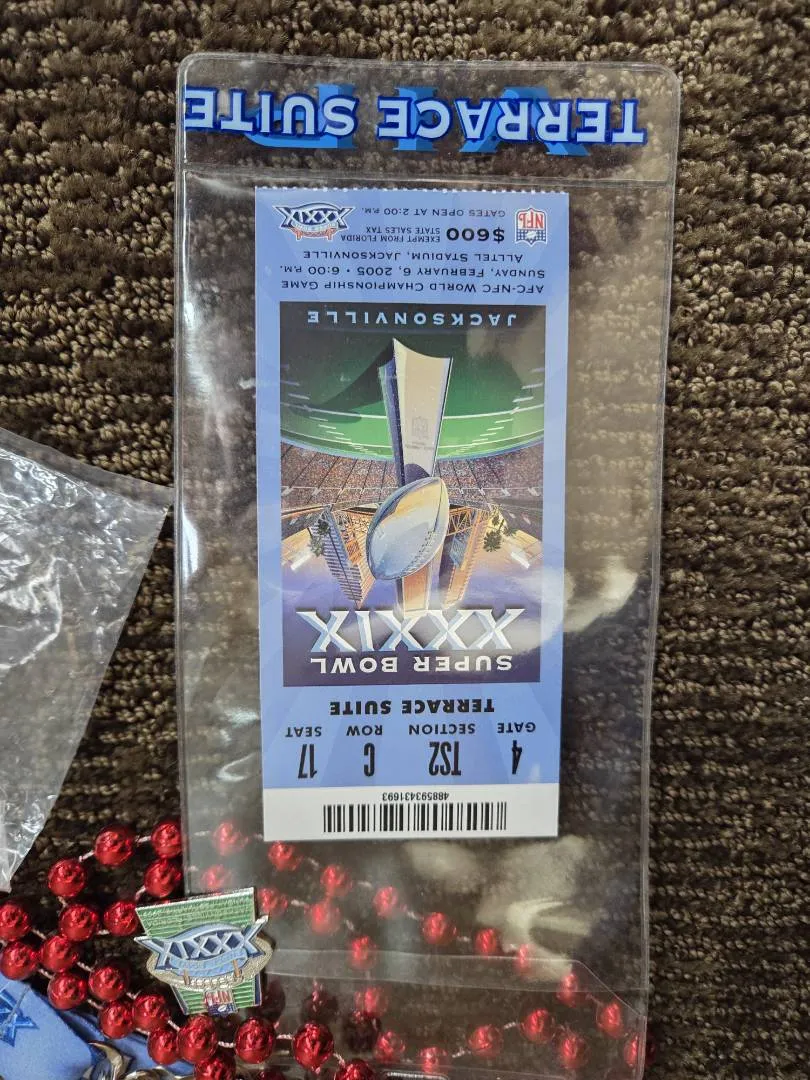 XXXIX
NFL
488593431693
4 TS2 C 17
GATE SECTION ROW SEAT
TERRACE SUITE
SUPER BOWL
XXXIX
JACKSONVILLE
AFC-NFC WORLD CHAMPIONSHIP GAME
SUNDAY, FEBRUARY 6, 2005 • 6:00 P.M.
ALLTEL STADIUM, JACKSONVILLE
NFL
$600
EXEMPT FROM FLORIDA
STATE SALES TAX
GATES OPEN AT 2:00 P.M.
XXXIX
TERRACE SUITE